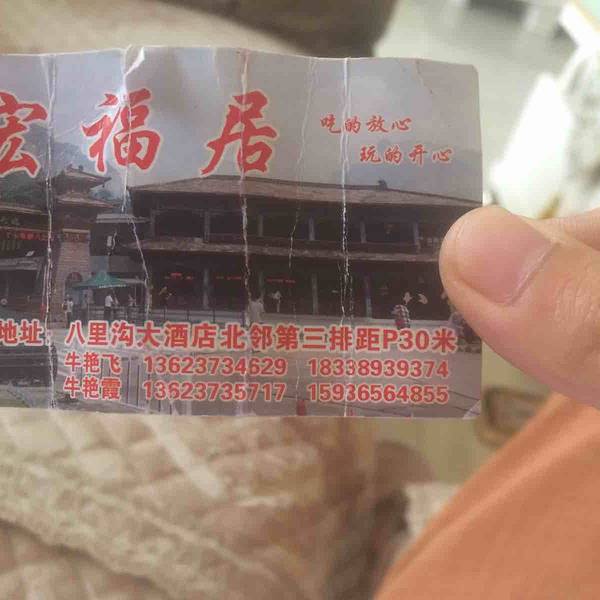 宏福居
吃的放心
玩的开心
地址：八里沟大酒店北邻第三排距P30米
牛艳飞 13623734629 18338939374
牛艳霞 13623735717 15936564855